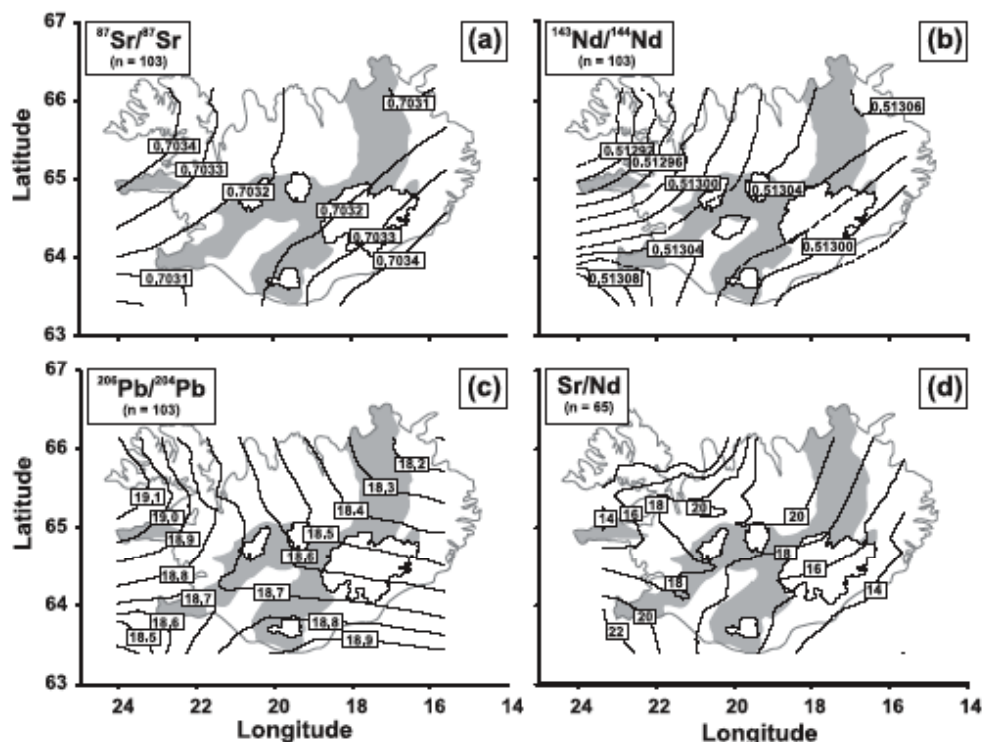 ⁸⁷Sr/⁸⁷Sr
(n = 103)
(a)
0,7031
0,7034
0,7033
0,7032
0,7032
0,7033
0,7034
0,7031
Latitude
67
66
65
64
63
¹⁴³Nd/¹⁴⁴Nd
(n = 103)
(b)
0,51306
0,51292
0,51296
0,51300
0,51304
0,51300
0,51304
0,51308
Latitude
²⁰⁶Pb/²⁰⁴Pb
(n = 103)
(c)
18,2
18,3
19,1
18,4
19,0
18,5
18,9
18,6
18,8
18,7
18,7
18,6
18,8
18,5
18,9
Latitude
67
66
65
64
63
24 22 20 18 16 14
Longitude
Sr/Nd
(n = 65)
(d)
14
16
18
20
20
18
16
18
14
20
22
Latitude
24 22 20 18 16 14
Longitude